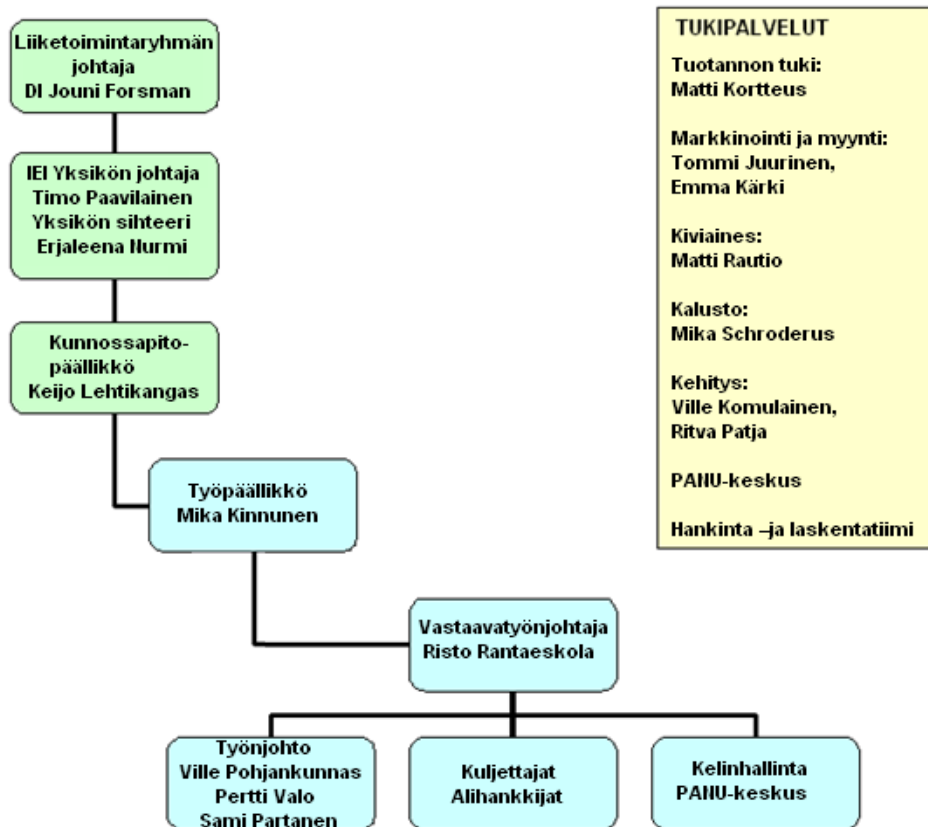 Liiketoimintaryhmän
johtaja
DI Jouni Forsman
IEI Yksikön johtaja
Timo Paavilainen
Yksikön sihteeri
Erjaleena Nurmi
Kunnossapito-
päällikkö
Keijo Lehtikangas
Työpäällikkö
Mika Kinnunen
Vastaavatyönjohtaja
Risto Rantaeskola
Työnjohto
Ville Pohjankunnas
Pertti Valo
Sami Partanen
Kuljettajat
Alihankkijat
Kelinhallinta
PANU-keskus
TUKIPALVELUT
Tuotannon tuki:
Matti Kortteus
Markkinointi ja myynti:
Tommi Juurinen,
Emma Kärki
Kiviaines:
Matti Rautio
Kalusto:
Mika Schroderus
Kehitys:
Ville Komulainen,
Ritva Patja
PANU-keskus
Hankinta –ja laskentatiimi